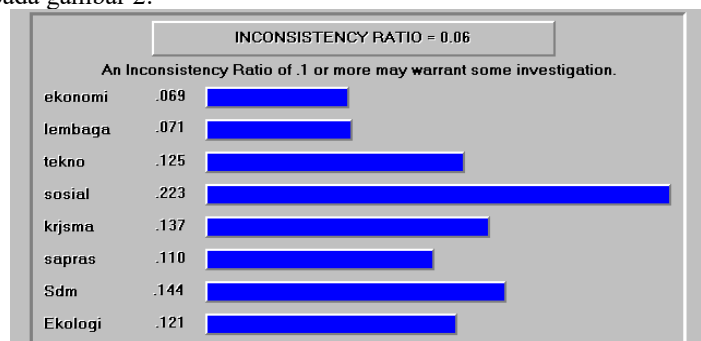 pada gambar 2.
INCONSISTENCY RATIO = 0.06
An Inconsistency Ratio of .1 or more may warrant some investigation.
ekonomi .069
lembaga .071
tekno .125
sosial .223
krjsma .137
sapras .110
Sdm .144
Ekologi .121